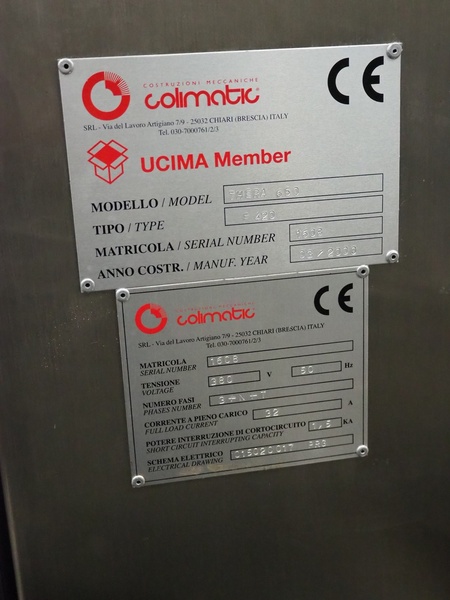 COSTRUZIONI MECCANICHE
colimatic
SRL - Via del Lavoro Artigiano 7/9 - 25032 CHIARI (BRESCIA) ITALY
Tel. 030-7000761/2/3
CE
UCIMA Member
MODELLO / MODEL
TIPO / TYPE
MATRICOLA / SERIAL NUMBER 1608
ANNO COSTR. / MANUF. YEAR
colimatic
SRL - Via del Lavoro Artigiano 7/9 - 25032 CHIARI (BRESCIA) ITALY
Tel. 030-7000761/2/3
CE
MATRICOLA 1608
SERIAL NUMBER
TENSIONE 380 V 50 Hz
VOLTAGE
NUMERO FASI 3+N+T
PHASES NUMBER
CORRENTE A PIENO CARICO 32 A
FULL LOAD CURRENT
POTERE INTERRUZIONE DI CORTOCIRCUITO 1,5 KA
SHORT CIRCUIT INTERRUPTING CAPACITY
SCHEMA ELETTRICO
ELECTRICAL DRAWING